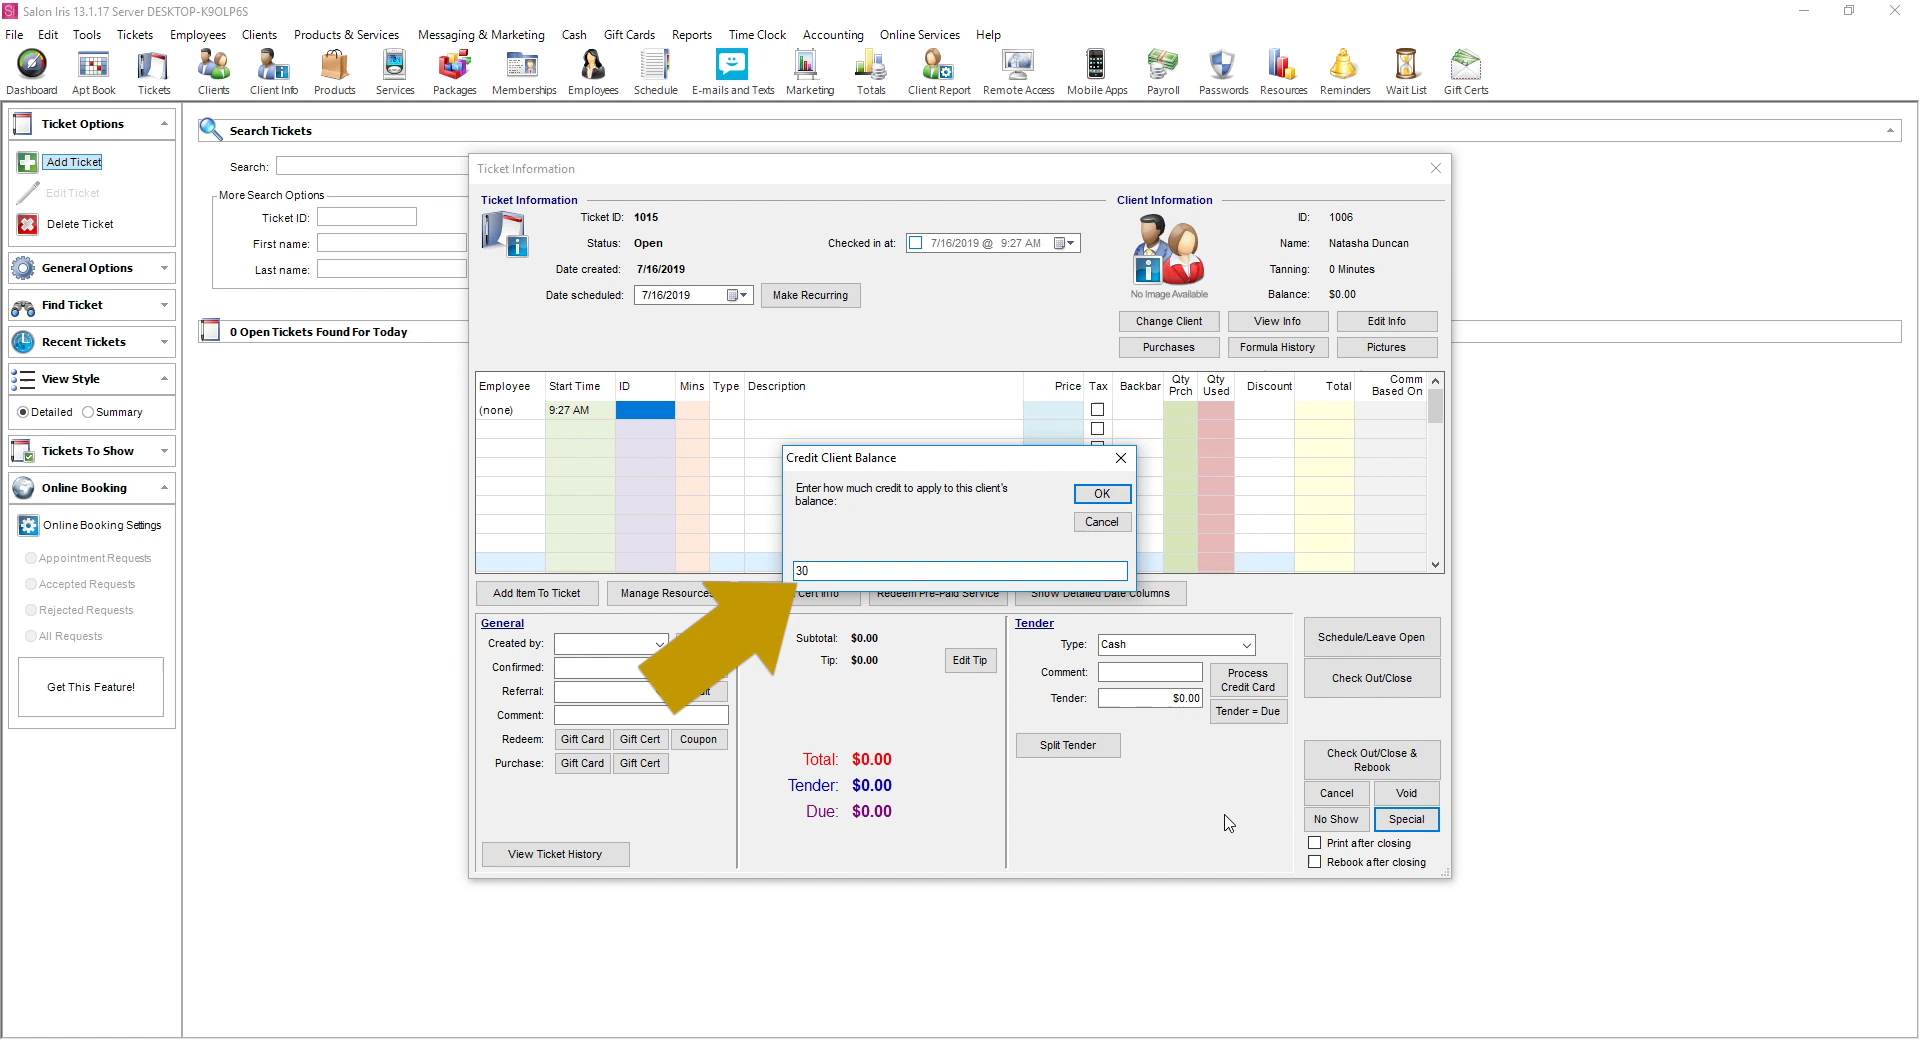 Salon Iris 13.1.17 Server DESKTOP-K9OLP6S
File Edit Tools Tickets Employees Clients Products & Services Messaging & Marketing Cash Gift Cards Reports Time Clock Accounting Online Services Help
Dashboard Apt Book Tickets Clients Client Info Products Services Packages Memberships Employees Schedule E-mails and Texts Marketing Totals Client Report Remote Access Mobile Apps Payroll Passwords Resources Reminders Wait List Gift Certs
Ticket Options
Add Ticket
Edit Ticket
Delete Ticket
General Options
Find Ticket
Recent Tickets
View Style
Detailed Summary
Tickets To Show
Online Booking
Online Booking Settings
Appointment Requests
Accepted Requests
Rejected Requests
All Requests
Get This Feature!
Search Tickets
Search:
More Search Options
Ticket ID:
First name:
Last name:
0 Open Tickets Found For Today
Ticket Information
Ticket Information
Ticket ID: 1015
Status: Open
Checked in at: 7/16/2019 @ 9:27 AM
Date created: 7/16/2019
Date scheduled: 7/16/2019 Make Recurring
Client Information
No Image Available
ID: 1006
Name: Natasha Duncan
Tanning: 0 Minutes
Balance: $0.00
Change Client View Info Edit Info
Purchases Formula History Pictures
Employee Start Time ID Mins Type Description Price Tax Backbar Qty Prch Qty Used Discount Total Comm Based On
(none) 9:27 AM
Credit Client Balance
Enter how much credit to apply to this client's
balance:
OK
Cancel
30
Add Item To Ticket Manage Resources Cert Info Redeem Pre-Paid Service Show Detailed Date Columns
General
Created by:
Confirmed:
Referral:
Comment:
Redeem: Gift Card Gift Cert Coupon
Purchase: Gift Card Gift Cert
View Ticket History
Subtotal: $0.00
Tip: $0.00 Edit Tip
Total: $0.00
Tender: $0.00
Due: $0.00
Tender
Type: Cash
Comment:
Tender: $0.00
Process
Credit Card
Tender = Due
Split Tender
Schedule/Leave Open
Check Out/Close
Check Out/Close &
Rebook
Cancel Void
No Show Special
Print after closing
Rebook after closing